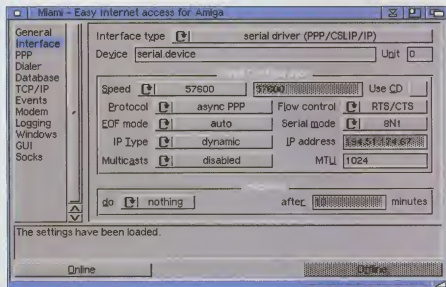 Miami - Easy Internet access for Amiga
General
Interface
PPP
Dialer
Database
TCP/IP
Events
Modem
Logging
Windows
GUI
Socks
Interface type serial driver (PPP/CSLIP/IP)
Device serial.device Unit 0
Speed 57600 57600 Use CD
Protocol async PPP Flow control RTS/CTS
EOF mode auto Serial mode 8N1
IP Type dynamic IP address
Multicasts disabled MTU 1024
do nothing after 10 minutes
The settings have been loaded.
Online Offline